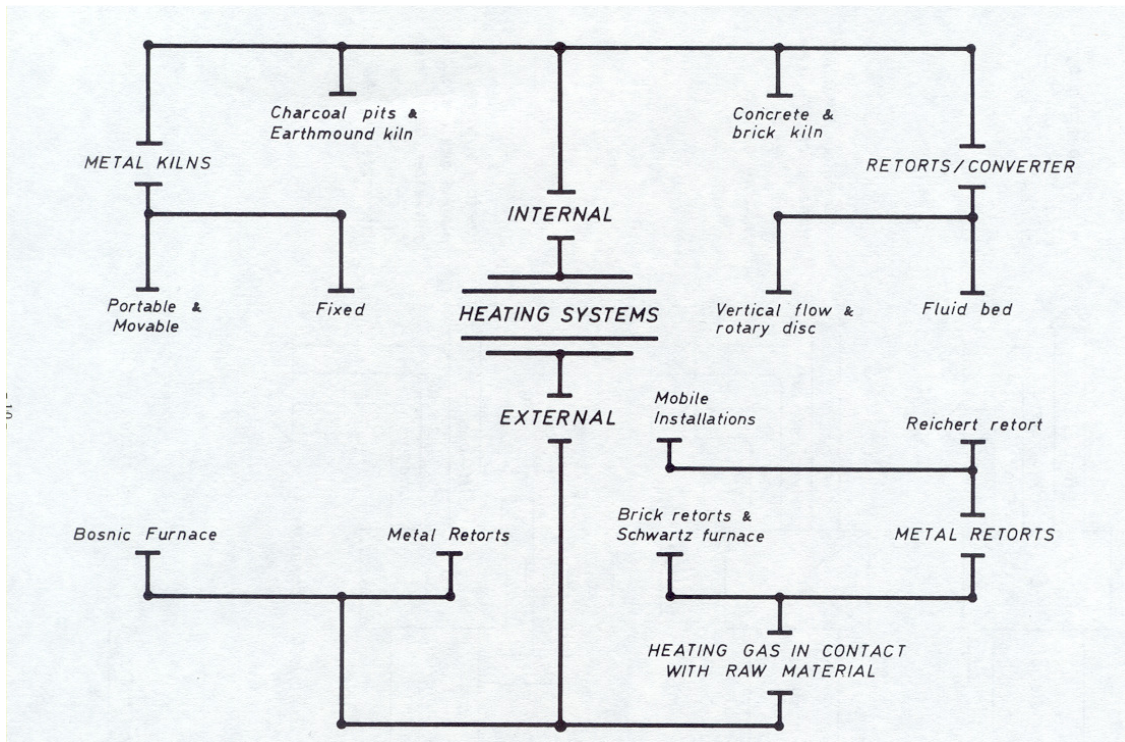 Charcoal pits &
Earthmound kiln
Concrete &
brick kiln
METAL KILNS
RETORTS/CONVERTER
INTERNAL
Portable &
Movable
Fixed
HEATING SYSTEMS
Vertical flow &
rotary disc
Fluid bed
EXTERNAL
Mobile
Installations
Reichert retort
Bosnic Furnace
Metal Retorts
Brick retorts &
Schwartz furnace
METAL RETORTS
HEATING GAS IN CONTACT
WITH RAW MATERIAL